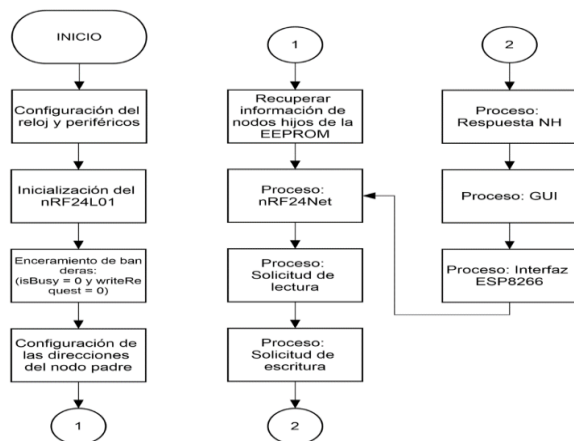 INICIO
Configuración del
reloj y periféricos
Inicialización del
nRF24L01
Enceramiento de ban
deras:
(isBusy = 0 y writeRe
quest = 0)
Configuración de
las direcciones
del nodo padre
1
1
Recuperar
información de
nodos hijos de la
EEPROM
Proceso:
nRF24Net
Proceso:
Solicitud de
lectura
Proceso:
Solicitud de
escritura
2
2
Proceso:
Respuesta NH
Proceso: GUI
Proceso: Interfaz
ESP8266